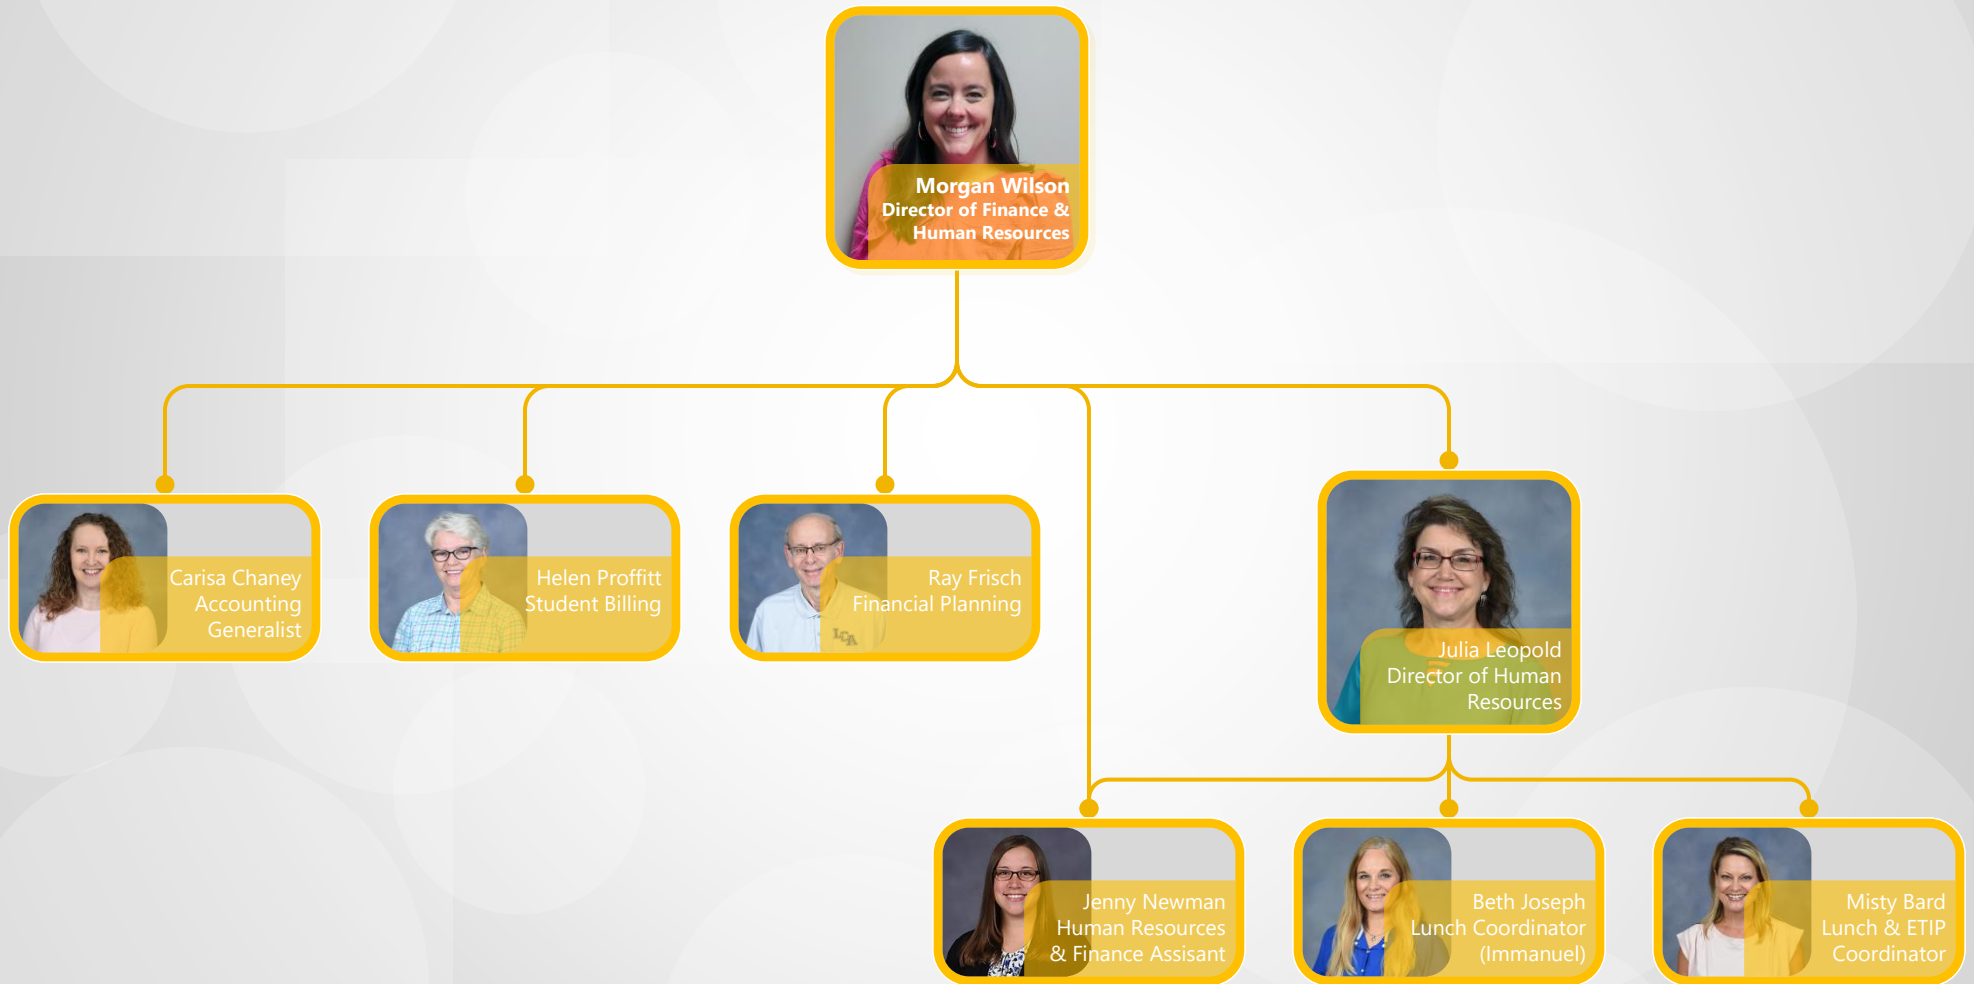 Morgan Wilson
Director of Finance &
Human Resources
Carisa Chaney
Accounting
Generalist
Helen Proffitt
Student Billing
Ray Frisch
Financial Planning
LCA
Julia Leopold
Director of Human
Resources
Jenny Newman
Human Resources
& Finance Assisant
Beth Joseph
Lunch Coordinator
(Immanuel)
Misty Bard
Lunch & ETIP
Coordinator